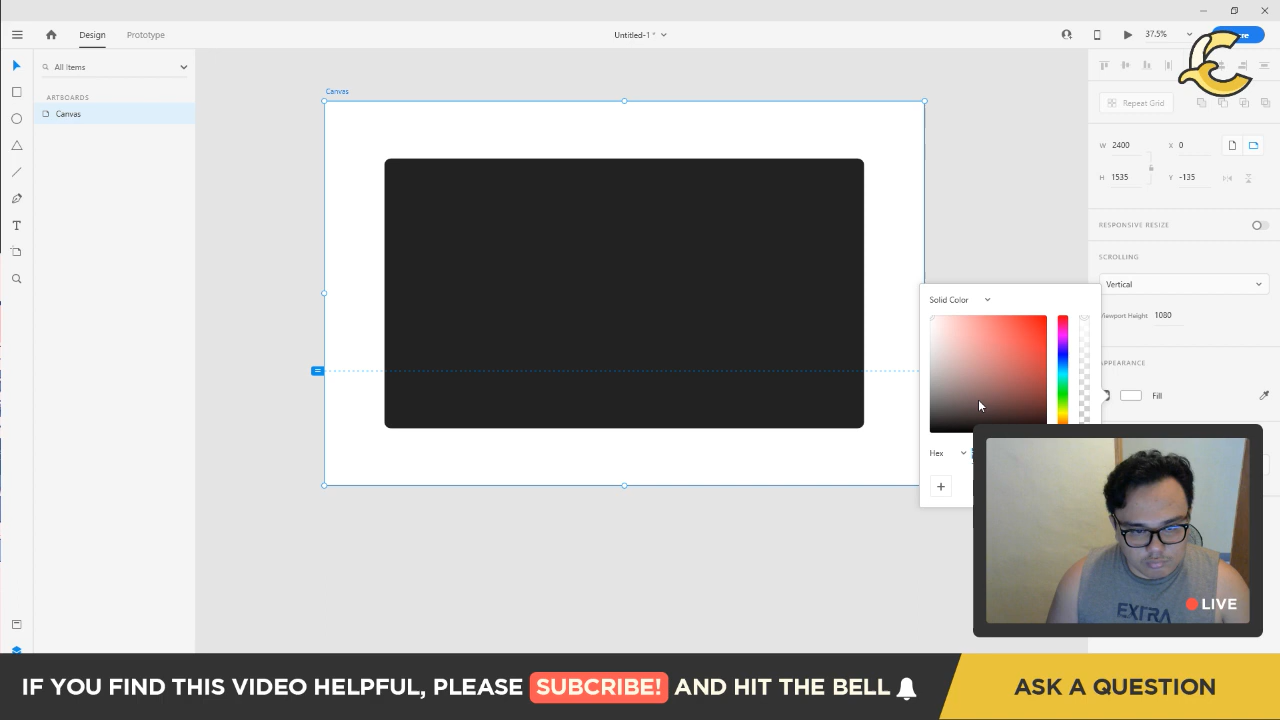 Design
Prototype
Untitled-1 *
37.5%
All Items
ARTBOARDS
Canvas
Canvas
Repeat Grid
W 2400 X 0
H 1535 Y -135
RESPONSIVE RESIZE
SCROLLING
Vertical
Viewport Height 1080
APPEARANCE
Fill
Solid Color
Hex
EXTRA
LIVE
IF YOU FIND THIS VIDEO HELPFUL, PLEASE SUBCRIBE! AND HIT THE BELL
ASK A QUESTION